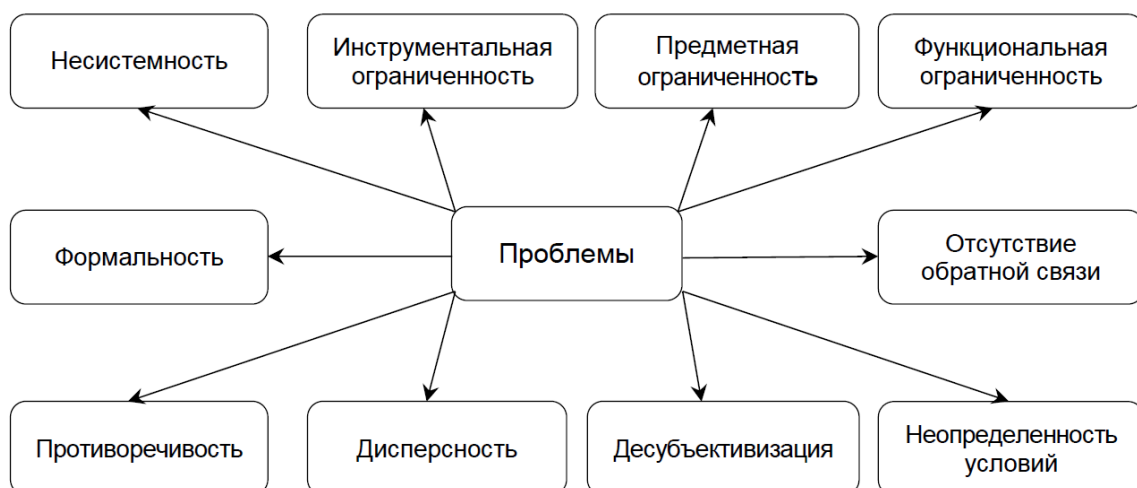 Несистемность
Инструментальная
ограниченность
Предметная
ограниченность
Функциональная
ограниченность
Формальность
Проблемы
Отсутствие
обратной связи
Противоречивость
Дисперсность
Десубъективизация
Неопределенность
условий